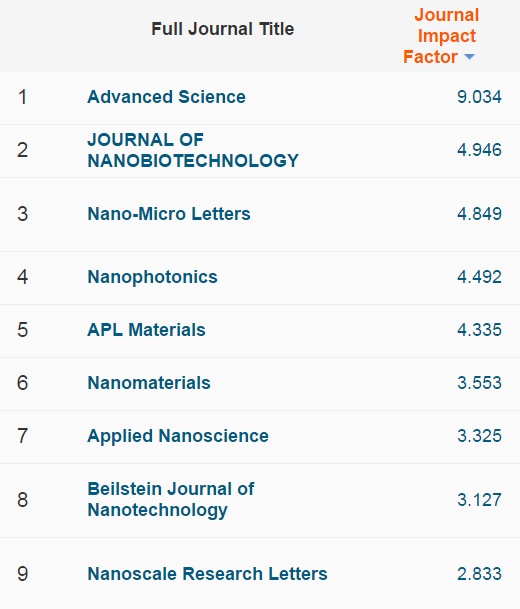 Full Journal Title
Journal
Impact
Factor
1 Advanced Science 9.034
2 JOURNAL OF
NANOBIOTECHNOLOGY 4.946
3 Nano-Micro Letters 4.849
4 Nanophotonics 4.492
5 APL Materials 4.335
6 Nanomaterials 3.553
7 Applied Nanoscience 3.325
8 Beilstein Journal of
Nanotechnology 3.127
9 Nanoscale Research Letters 2.833